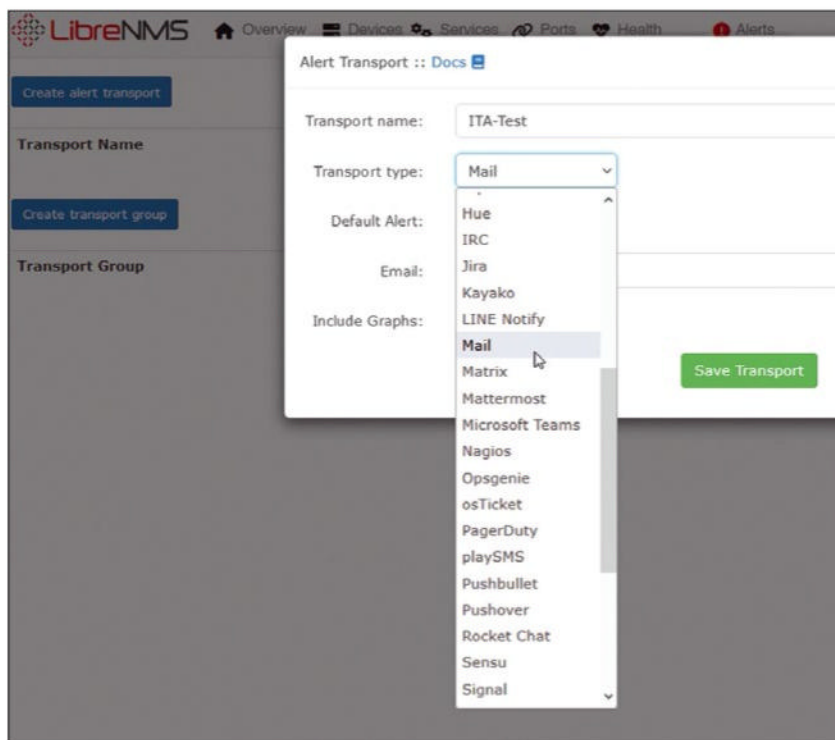 LibreNMS Overview Devices Services Ports Health Alerts
Alert Transport :: Docs
Create alert transport
Transport name: ITA-Test
Transport Name
Transport type: Mail
Create transport group
Default Alert:
Transport Group
Email:
Include Graphs:
Hue
IRC
Jira
Kayako
LINE Notify
Mail
Matrix
Mattermost
Microsoft Teams
Nagios
Opsgenie
osTicket
PagerDuty
playSMS
Pushbullet
Pushover
Rocket Chat
Sensu
Signal
Save Transport